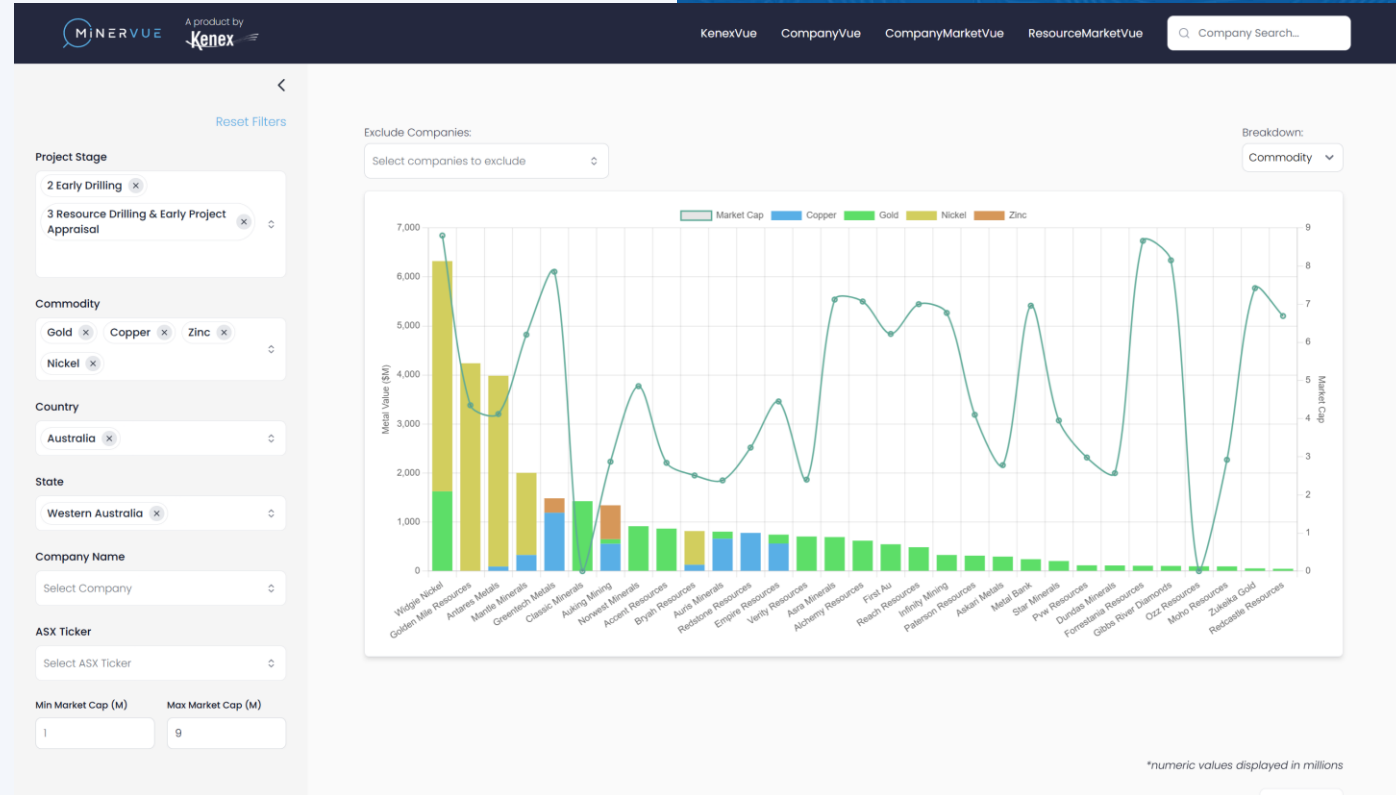 MiNERVUE
A product by
Kenex
KenexVue CompanyVue CompanyMarketVue ResourceMarketVue
Company Search...
Reset Filters
Project Stage
2 Early Drilling
3 Resource Drilling & Early Project
Appraisal
Commodity
Gold Copper Zinc
Nickel
Country
Australia
State
Western Australia
Company Name
Select Company
ASX Ticker
Select ASX Ticker
Min Market Cap (M) Max Market Cap (M)
1 9
Exclude Companies:
Select companies to exclude
Breakdown:
Commodity
Market Cap Copper Gold Nickel Zinc
7,000
6,000
5,000
4,000
3,000
2,000
1,000
0
Metal Value ($M)
9
8
7
6
5
4
3
2
1
0
Market Cap
Widgie Nickel
Golden Mile Resources
Antares Metals
Mantle Minerals
Greentech Metals
Classic Minerals
Auking Mining
Norwest Minerals
Accent Resources
Bryah Resources
Auris Minerals
Redstone Resources
Empire Resources
Verity Resources
Asra Minerals
Alchemy Resources
First Au
Reach Resources
Infinity Mining
Paterson Resources
Askari Metals
Metal Bank
Star Minerals
Pvw Resources
Dundas Minerals
Forrestania Resources
Gibbs River Diamonds
Ozz Resources
Moho Resources
Zuleika Gold
Redcastle Resources
*numeric values displayed in millions